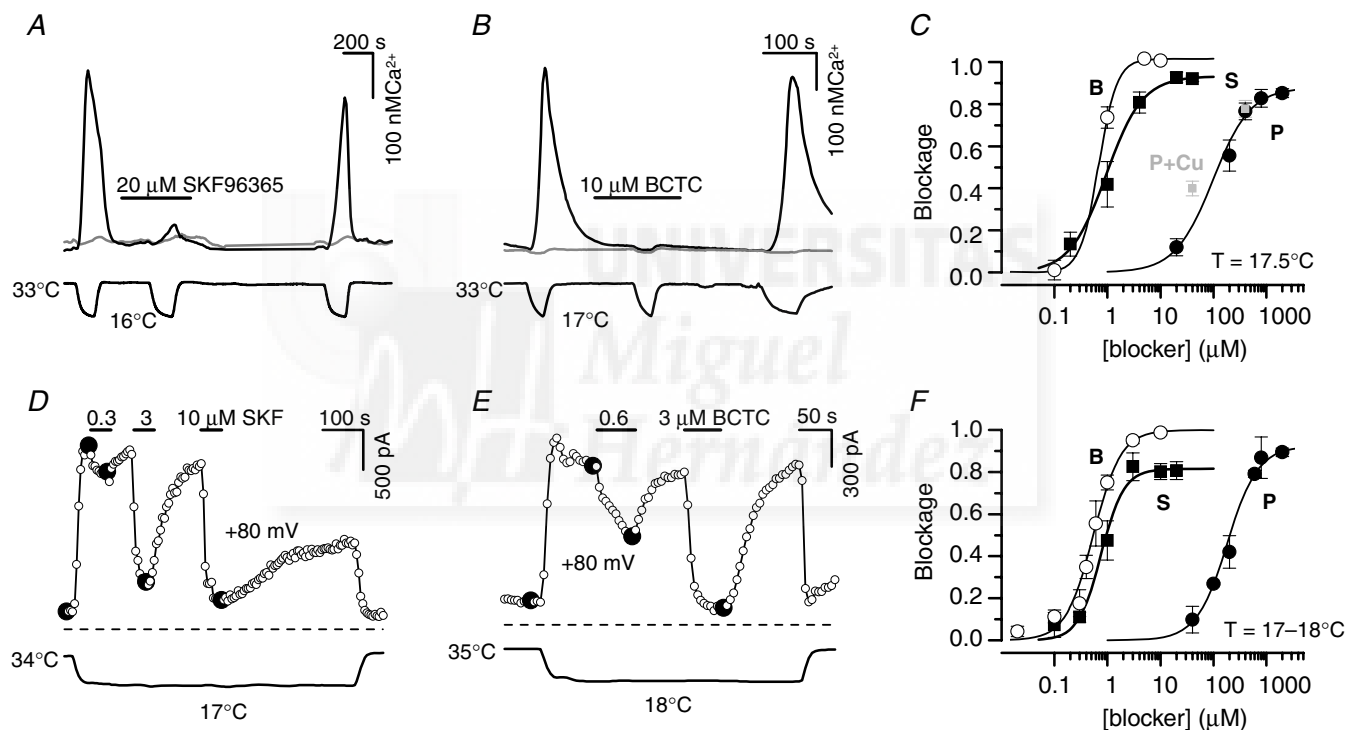 A
200 s
100 nMCa²⁺
20 µM SKF96365
33°C
16°C
B
100 s
100 nMCa²⁺
10 µM BCTC
33°C
17°C
C
Blockage
1.0
0.8
0.6
0.4
0.2
0.0
B
S
P
P+Cu
T = 17.5°C
0.1 1 10 100 1000
[blocker] (µM)
D
0.3 3 10 µM SKF 100 s
500 pA
+80 mV
34°C
17°C
E
0.6 3 µM BCTC 50 s
300 pA
+80 mV
35°C
18°C
F
Blockage
1.0
0.8
0.6
0.4
0.2
0.0
B
S
P
T = 17–18°C
0.1 1 10 100 1000
[blocker] (µM)
UNIVERSITAS
Miguel
Hernández